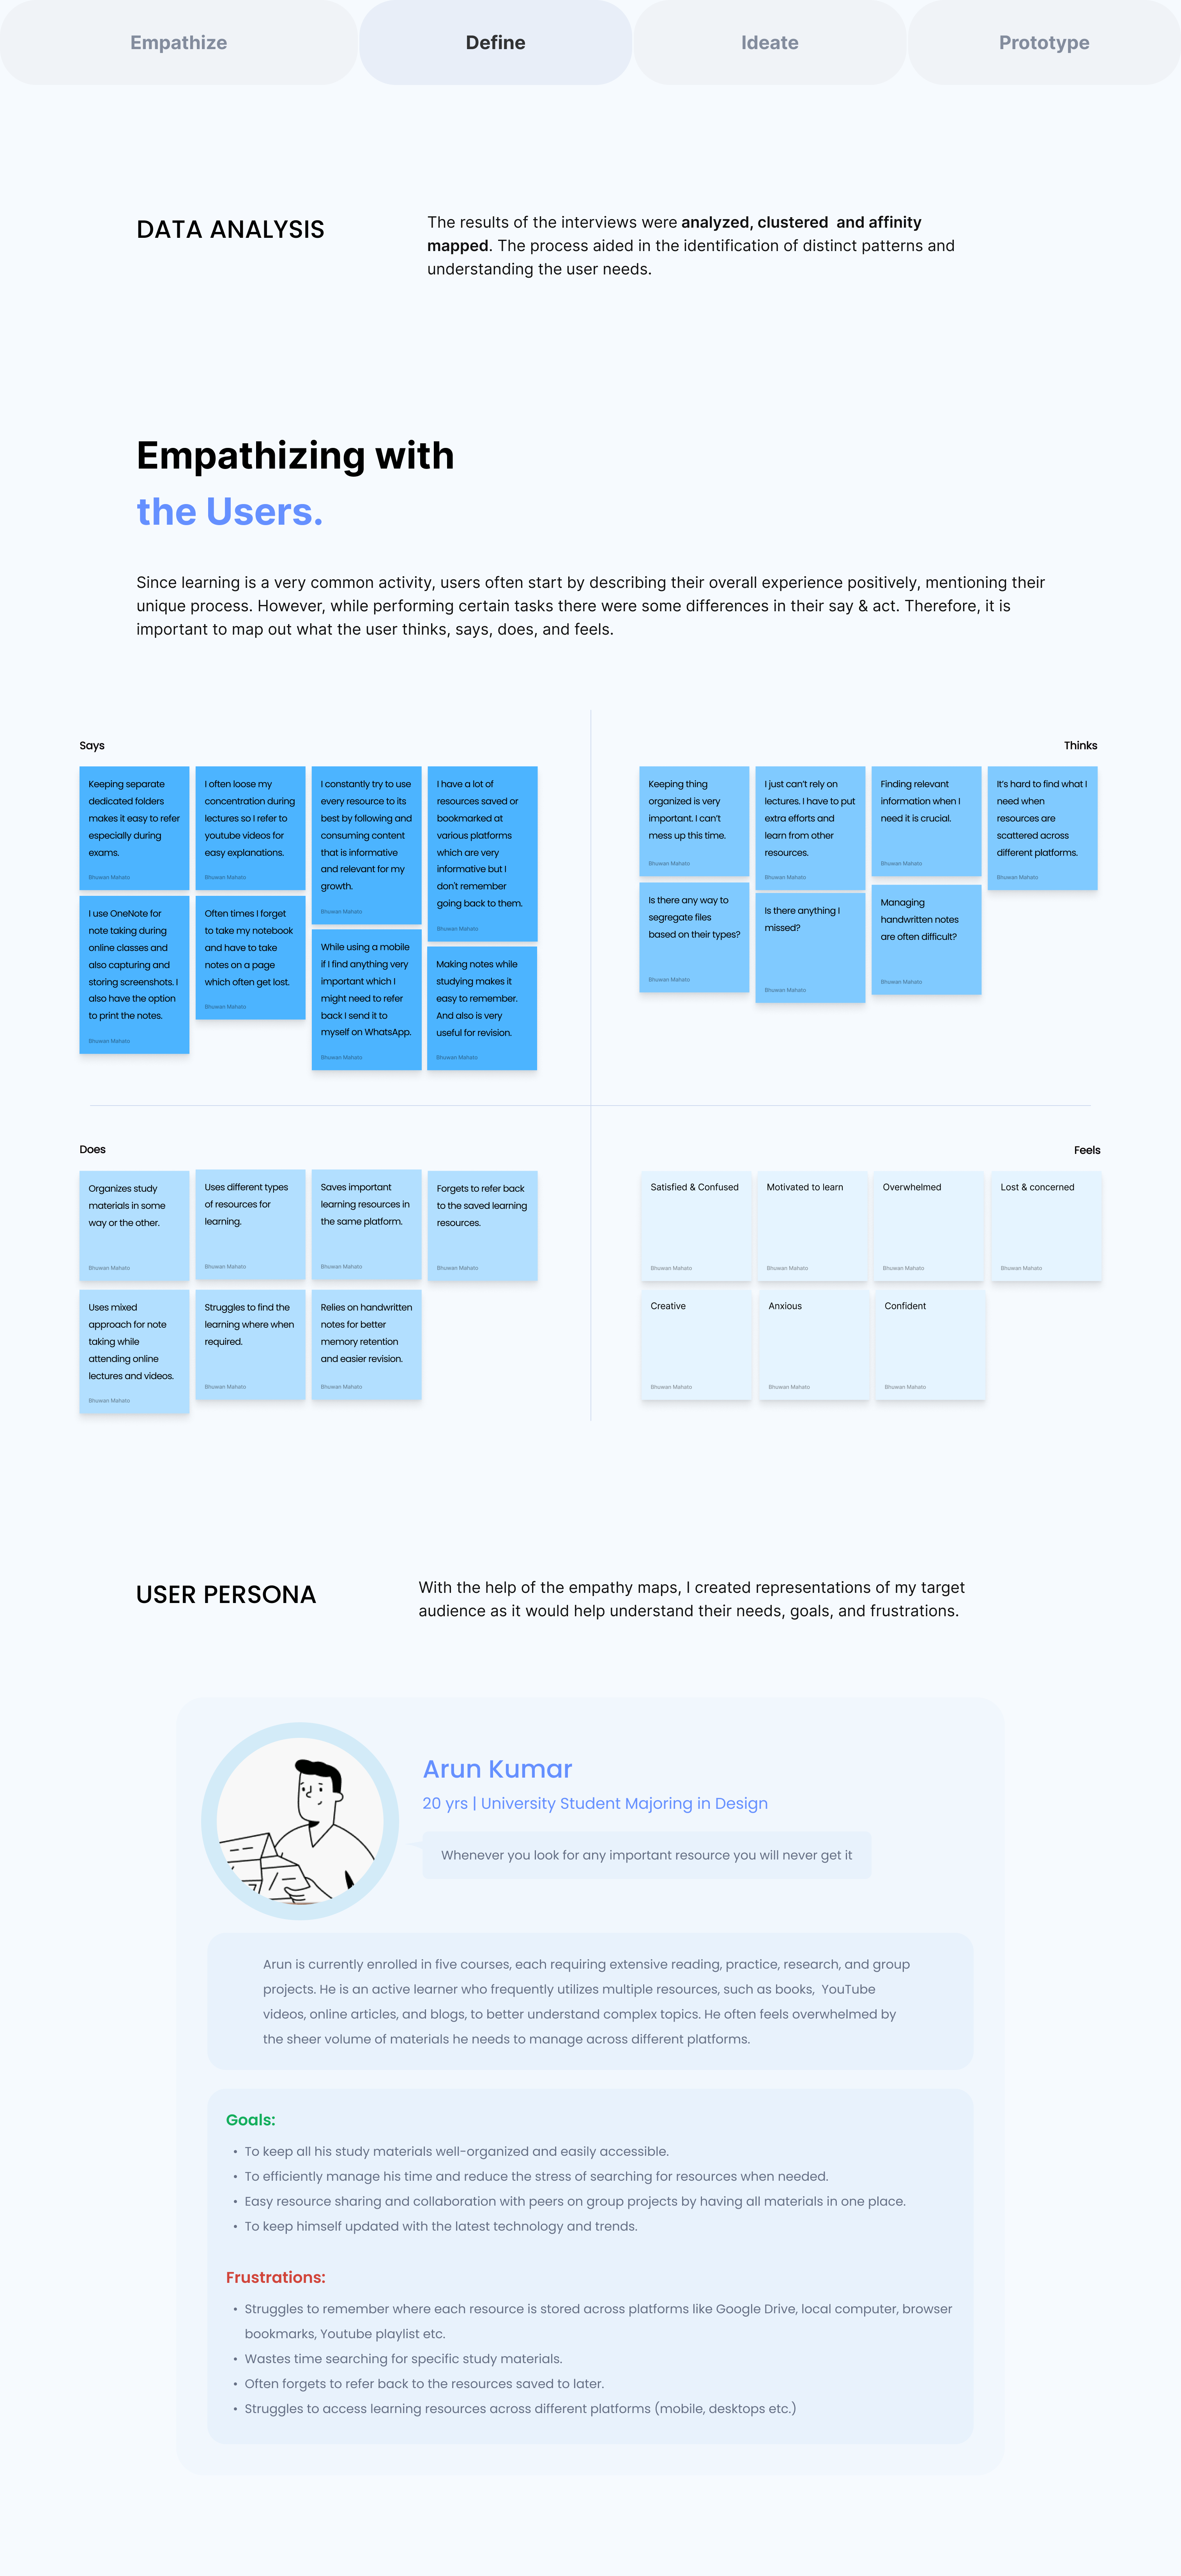 Empathize
Define
Ideate
Prototype
DATA ANALYSIS
The results of the interviews were analyzed, clustered  and affinity
mapped. The process aided in the identification of distinct patterns and
understanding the user needs.
Empathizing with
the Users.
Since learning is a very common activity, users often start by describing their overall experience positively, mentioning their
unique process. However, while performing certain tasks there were some differences in their say & act. Therefore, it is
important to map out what the user thinks, says, does, and feels.
Says
Keeping separate
dedicated folders
makes it easy to refer
especially during
exams.
Bhuwan Mahato
I often loose my
concentration during
lectures so I refer to
youtube videos for
easy explanations.
Bhuwan Mahato
I constantly try to use
every resource to its
best by following and
consuming content
that is informative
and relevant for my
growth.
Bhuwan Mahato
I have a lot of
resources saved or
bookmarked at
various platforms
which are very
informative but I
don't remember
going back to them.
Bhuwan Mahato
I use OneNote for
note taking during
online classes and
also capturing and
storing screenshots. I
also have the option
to print the notes.
Bhuwan Mahato
Often times I forget
to take my notebook
and have to take
notes on a page
which often get lost.
Bhuwan Mahato
While using a mobile
if I find anything very
important which I
might need to refer
back I send it to
myself on WhatsApp.
Bhuwan Mahato
Making notes while
studying makes it
easy to remember.
And also is very
useful for revision.
Bhuwan Mahato
Thinks
Keeping thing
organized is very
important. I can't
mess up this time.
Bhuwan Mahato
I just can't rely on
lectures. I have to put
extra efforts and
learn from other
resources.
Bhuwan Mahato
Finding relevant
information when I
need it is crucial.
Bhuwan Mahato
It's hard to find what I
need when
resources are
scattered across
different platforms.
Bhuwan Mahato
Is there any way to
segregate files
based on their types?
Bhuwan Mahato
Is there anything I
missed?
Bhuwan Mahato
Managing
handwritten notes
are often difficult?
Bhuwan Mahato
Does
Organizes study
materials in some
way or the other.
Bhuwan Mahato
Uses different types
of resources for
learning.
Bhuwan Mahato
Saves important
learning resources in
the same platform.
Bhuwan Mahato
Forgets to refer back
to the saved learning
resources.
Bhuwan Mahato
Uses mixed
approach for note
taking while
attending online
lectures and videos.
Bhuwan Mahato
Struggles to find the
learning where when
required.
Bhuwan Mahato
Relies on handwritten
notes for better
memory retention
and easier revision.
Bhuwan Mahato
Feels
Satisfied & Confused
Bhuwan Mahato
Motivated to learn
Bhuwan Mahato
Overwhelmed
Bhuwan Mahato
Lost & concerned
Bhuwan Mahato
Creative
Bhuwan Mahato
Anxious
Bhuwan Mahato
Confident
Bhuwan Mahato
USER PERSONA
With the help of the empathy maps, I created representations of my target
audience as it would help understand their needs, goals, and frustrations.
Arun Kumar
20 yrs | University Student Majoring in Design
Whenever you look for any important resource you will never get it
Arun is currently enrolled in five courses, each requiring extensive reading, practice, research, and group
projects. He is an active learner who frequently utilizes multiple resources, such as books,  YouTube
videos, online articles, and blogs, to better understand complex topics. He often feels overwhelmed by
the sheer volume of materials he needs to manage across different platforms.
Goals:
• To keep all his study materials well-organized and easily accessible.
• To efficiently manage his time and reduce the stress of searching for resources when needed.
• Easy resource sharing and collaboration with peers on group projects by having all materials in one place.
• To keep himself updated with the latest technology and trends.
Frustrations:
• Struggles to remember where each resource is stored across platforms like Google Drive, local computer, browser
bookmarks, Youtube playlist etc.
• Wastes time searching for specific study materials.
• Often forgets to refer back to the resources saved to later.
• Struggles to access learning resources across different platforms (mobile, desktops etc.)